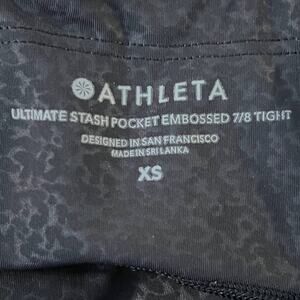 ATHLETA
ULTIMATE STASH POCKET EMBOSSED 7/8 TIGHT
DESIGNED IN SAN FRANCISCO
MADE IN SRI LANKA
XS